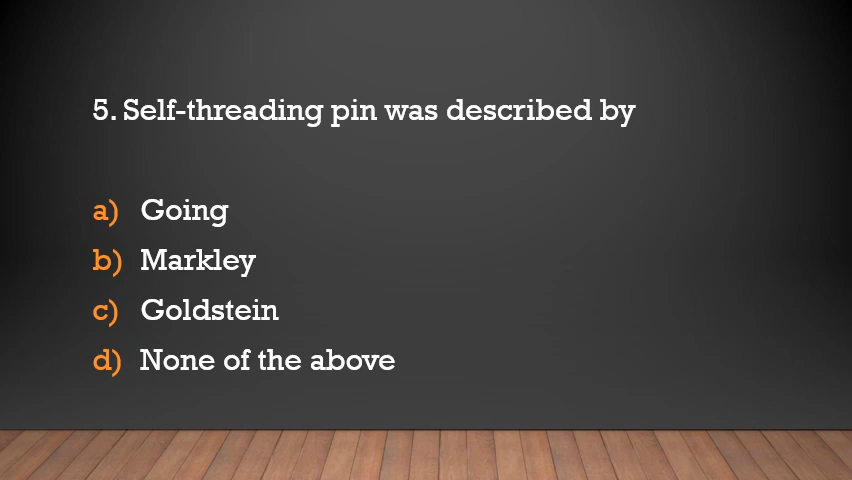 5. Self-threading pin was described by
a) Going
b) Markley
c) Goldstein
d) None of the above